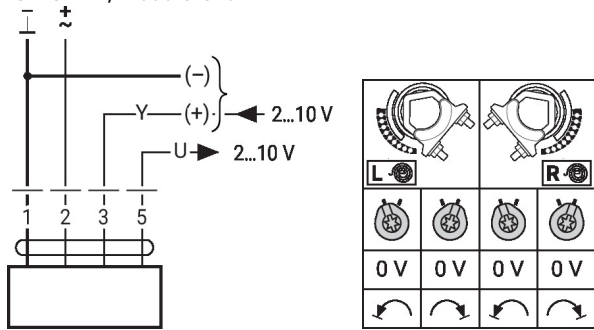 − +
⊥ ~
(−)
Y (+) 2...10 V
U 2...10 V
1 2 3 5
L R
0 V 0 V 0 V 0 V